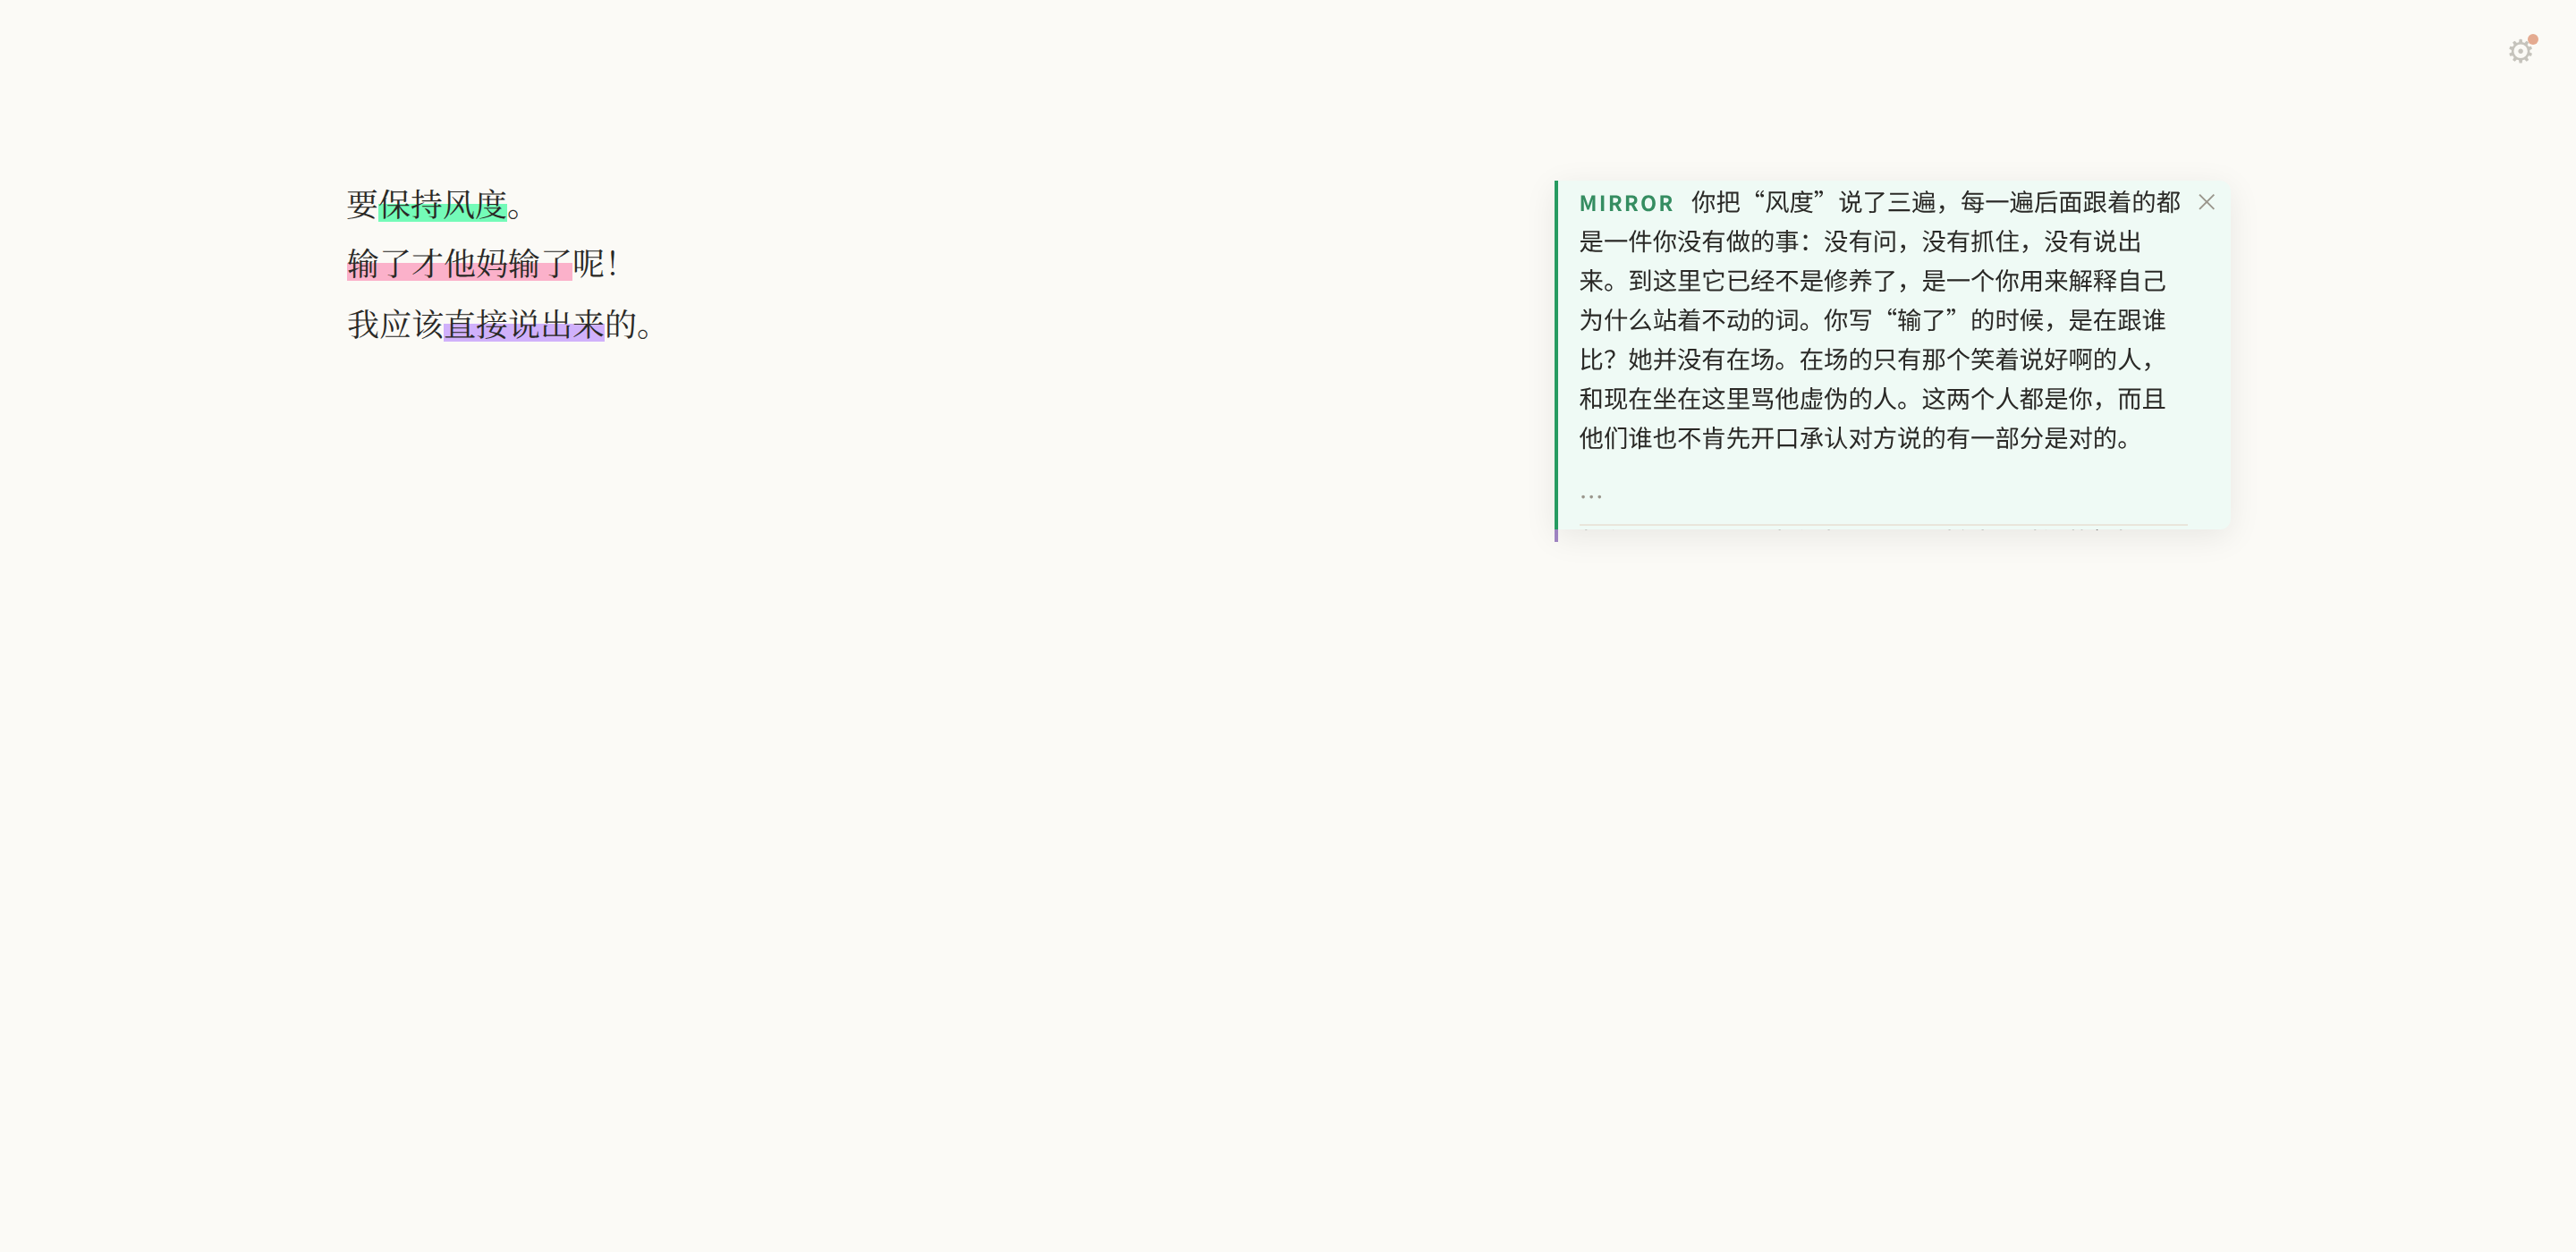 要保持风度。
输了才他妈输了呢！
我应该直接说出来的。
MIRROR 你把“风度”说了三遍，每一遍后面跟着的都
是一件你没有做的事：没有问，没有抓住，没有说出
来。到这里它已经不是修养了，是一个你用来解释自己
为什么站着不动的词。你写“输了”的时候，是在跟谁
比？她并没有在场。在场的只有那个笑着说好啊的人，
和现在坐在这里骂他虚伪的人。这两个人都是你，而且
他们谁也不肯先开口承认对方说的有一部分是对的。
…